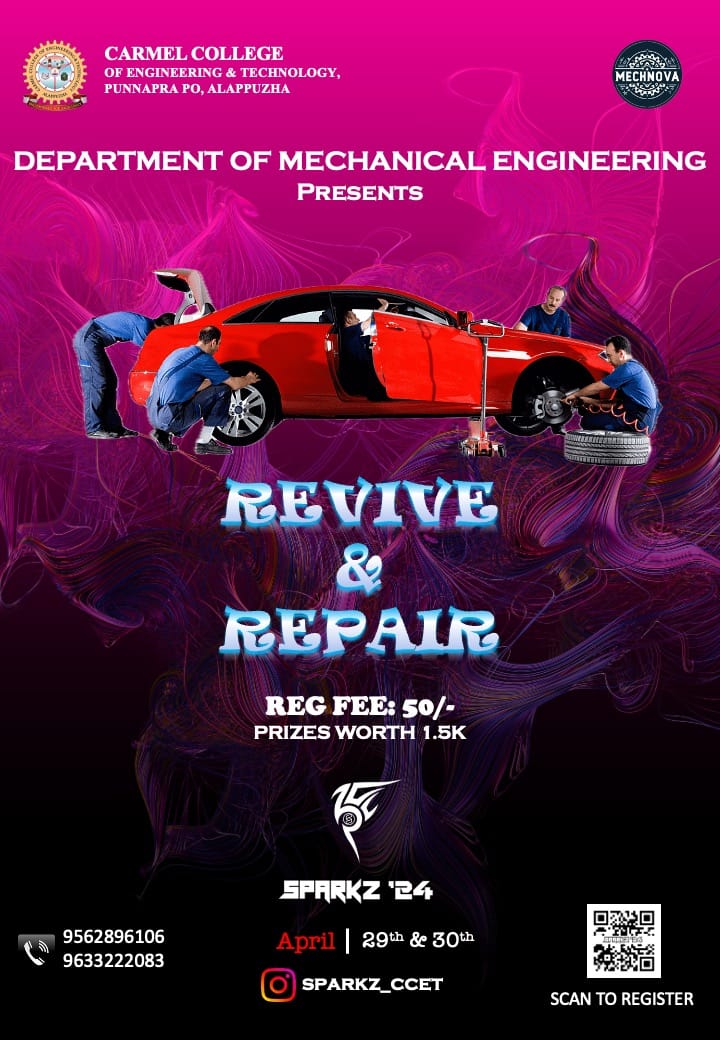 CARMEL COLLEGE
OF ENGINEERING & TECHNOLOGY,
PUNNAPRA PO, ALAPPUZHA
MECHNOVA
DEPARTMENT OF MECHANICAL ENGINEERING
PRESENTS
REVIVE
&
REPAIR
REG FEE: 50/-
PRIZES WORTH 1.5K
SPARKZ '24
9562896106
9633222083
April | 29th & 30th
SPARKZ_CCET
SCAN TO REGISTER